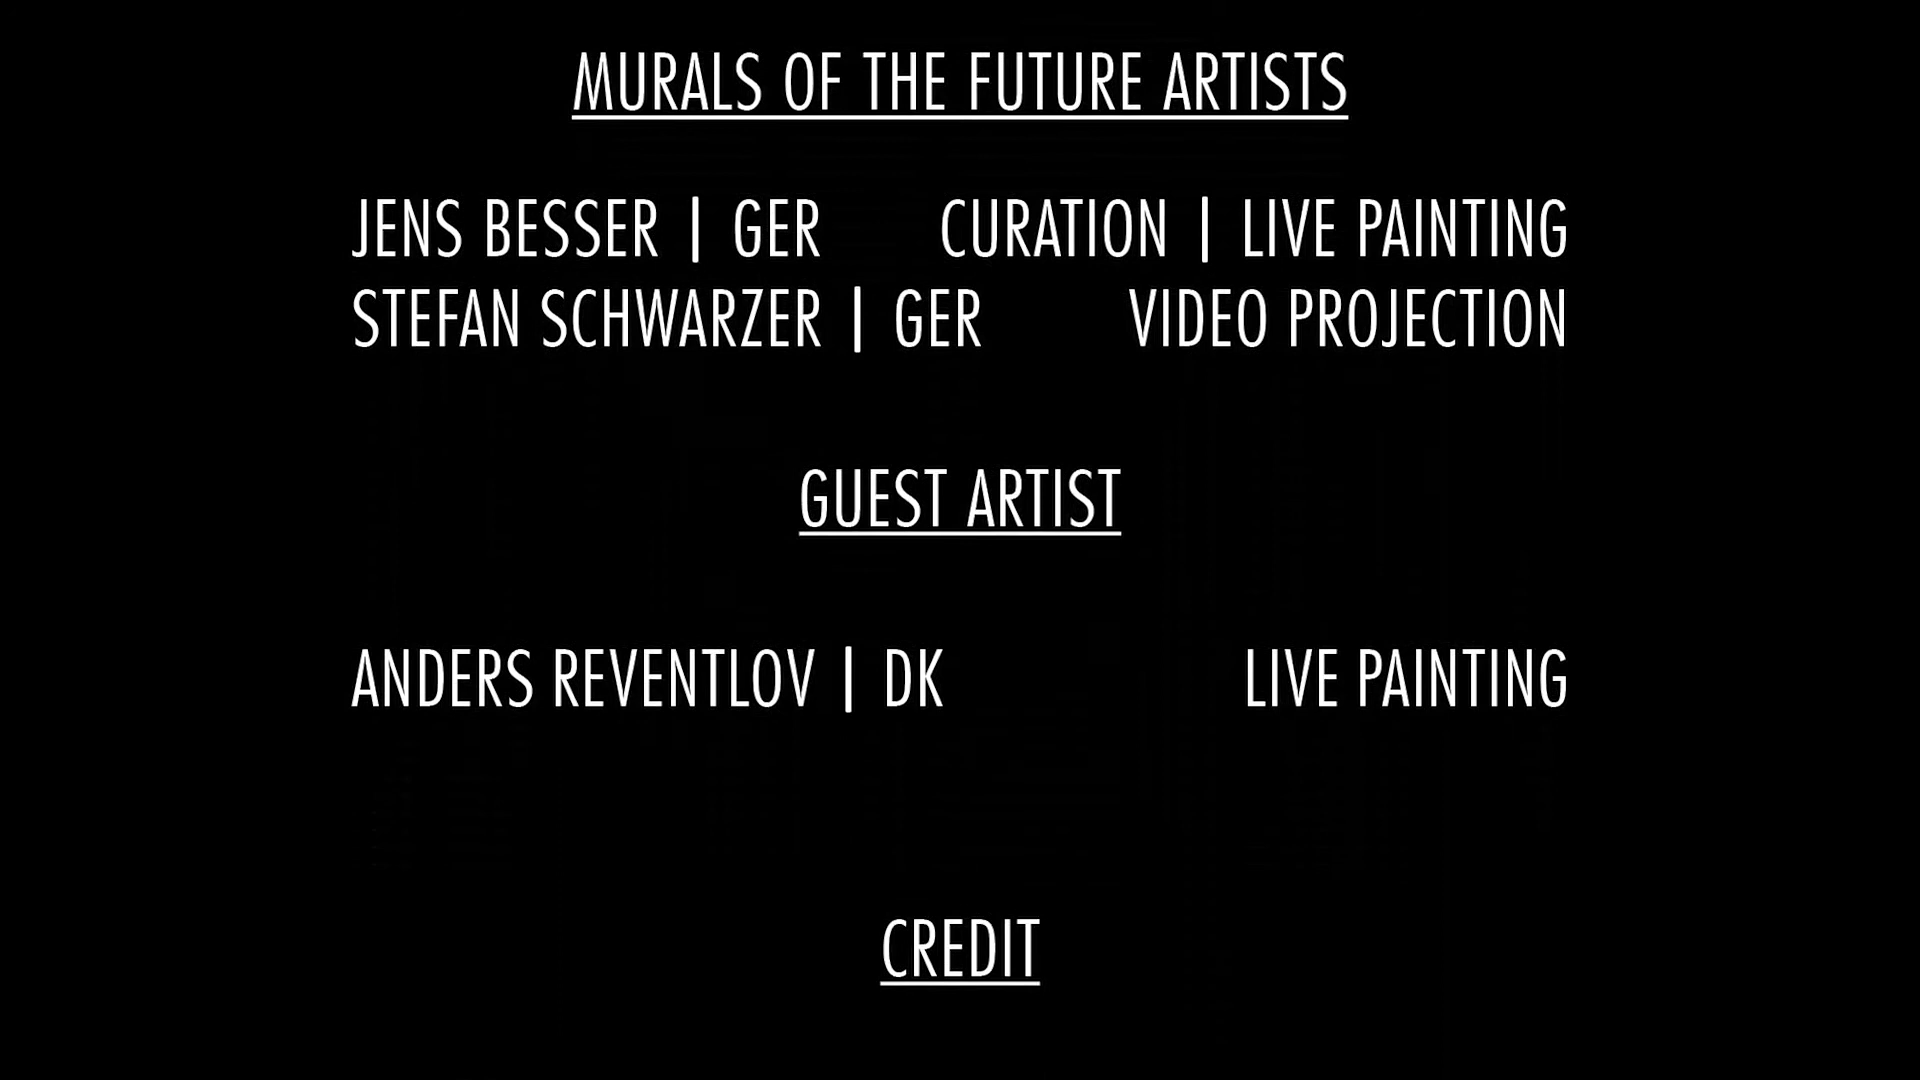 MURALS OF THE FUTURE ARTISTS
JENS BESSER | GER CURATION | LIVE PAINTING
STEFAN SCHWARZER | GER VIDEO PROJECTION
GUEST ARTIST
ANDERS REVENTLOV | DK LIVE PAINTING
CREDIT